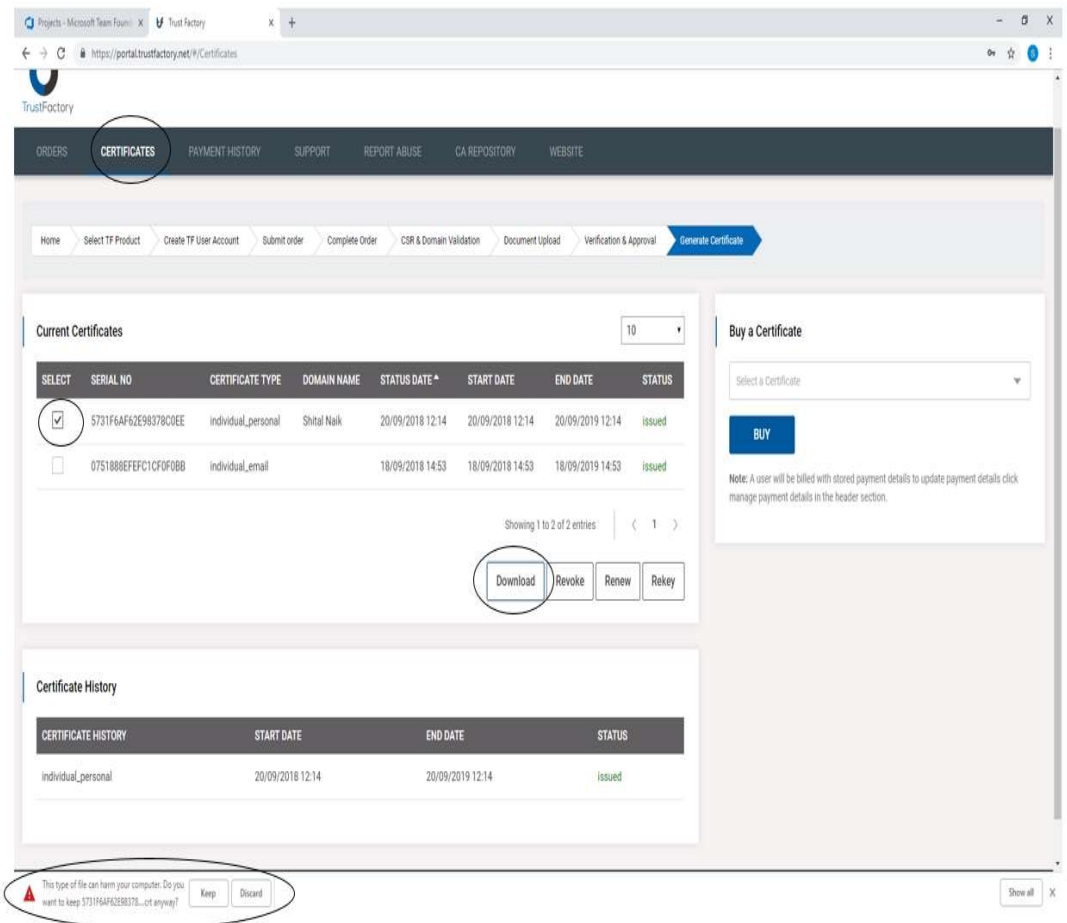 Projects - Microsoft Team Found
Trust Factory
https://portal.trustfactory.net/#/Certificates
TrustFactory
ORDERS CERTIFICATES PAYMENT HISTORY SUPPORT REPORT ABUSE CA REPOSITORY WEBSITE
Home Select TF Product Create TF User Account Submit order Complete Order CSR & Domain Validation Document Upload Verification & Approval Generate Certificate
Current Certificates 10
SELECT SERIAL NO CERTIFICATE TYPE DOMAIN NAME STATUS DATE START DATE END DATE STATUS
5731F6AF62E98378C0EE individual_personal Shital Naik 20/09/2018 12:14 20/09/2018 12:14 20/09/2019 12:14 issued
0751888EFEFC1CF0F0BB individual_email 18/09/2018 14:53 18/09/2018 14:53 18/09/2019 14:53 issued
Showing 1 to 2 of 2 entries 1
Download Revoke Renew Rekey
Buy a Certificate
Select a Certificate
BUY
Note: A user will be billed with stored payment details to update payment details click
manage payment details in the header section.
Certificate History
CERTIFICATE HISTORY START DATE END DATE STATUS
individual_personal 20/09/2018 12:14 20/09/2019 12:14 issued
This type of file can harm your computer. Do you
want to keep 5731F6AF62E98378....crt anyway?
Keep Discard
Show all